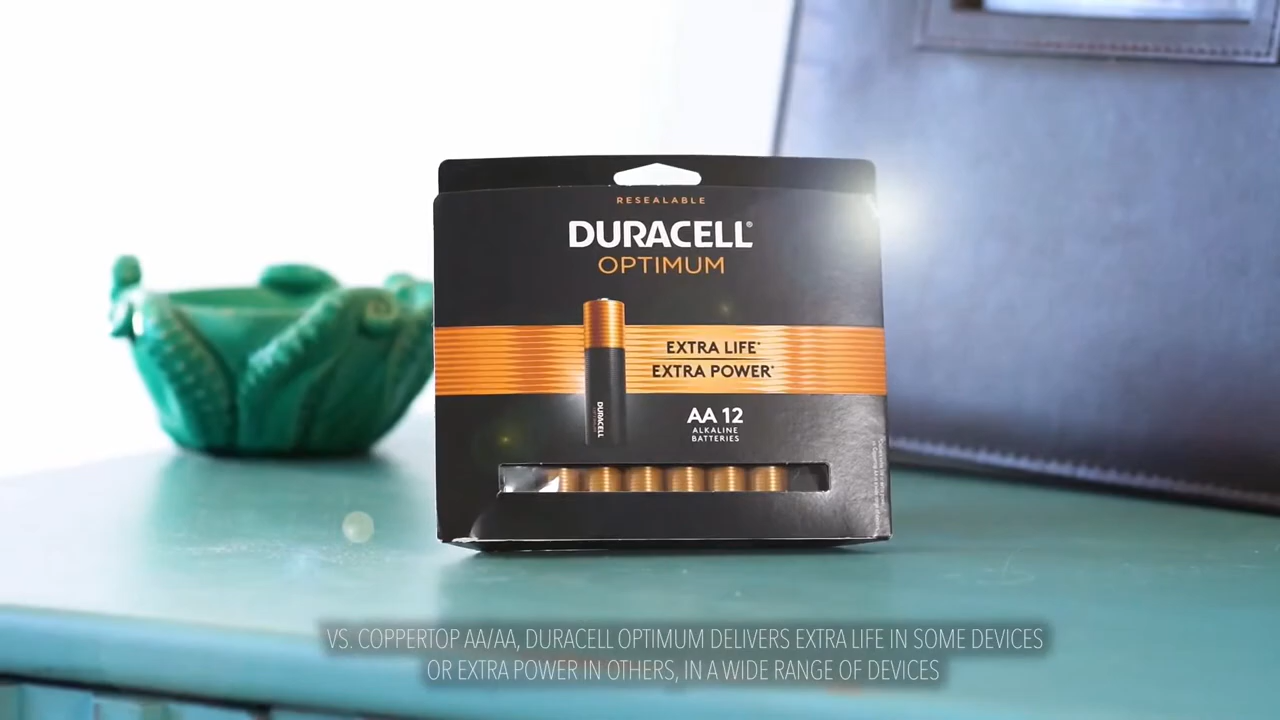 RESEALABLE
DURACELL®
OPTIMUM
EXTRA LIFE*
EXTRA POWER*
DURACELL
AA 12
ALKALINE
BATTERIES
VS. COPPERTOP AA/AA, DURACELL OPTIMUM DELIVERS EXTRA LIFE IN SOME DEVICES
OR EXTRA POWER IN OTHERS, IN A WIDE RANGE OF DEVICES